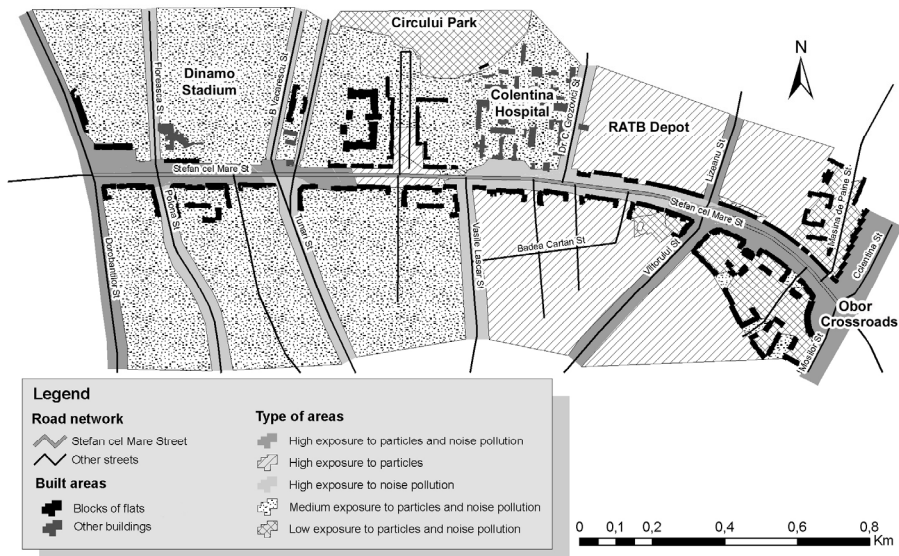 Circului Park
N
Dinamo
Stadium
Floreasca St
B. Vacarescu St
Colentina
Hospital
Dr. C. Grozea St
RATB Depot
Lizeanu St
Masina de Paine St
Colentina St
Stefan cel Mare St
Stefan cel Mare St
Dorobantilor St
Vasile Lascar St
Badea Cartan St
Viitorului St
Mosilor St
Obor
Crossroads
Legend
Road network
Stefan cel Mare Street
Other streets
Built areas
Blocks of flats
Other buildings
Type of areas
High exposure to particles and noise pollution
High exposure to particles
High exposure to noise pollution
Medium exposure to particles and noise pollution
Low exposure to particles and noise pollution
0 0,1 0,2 0,4 0,6 0,8
Km